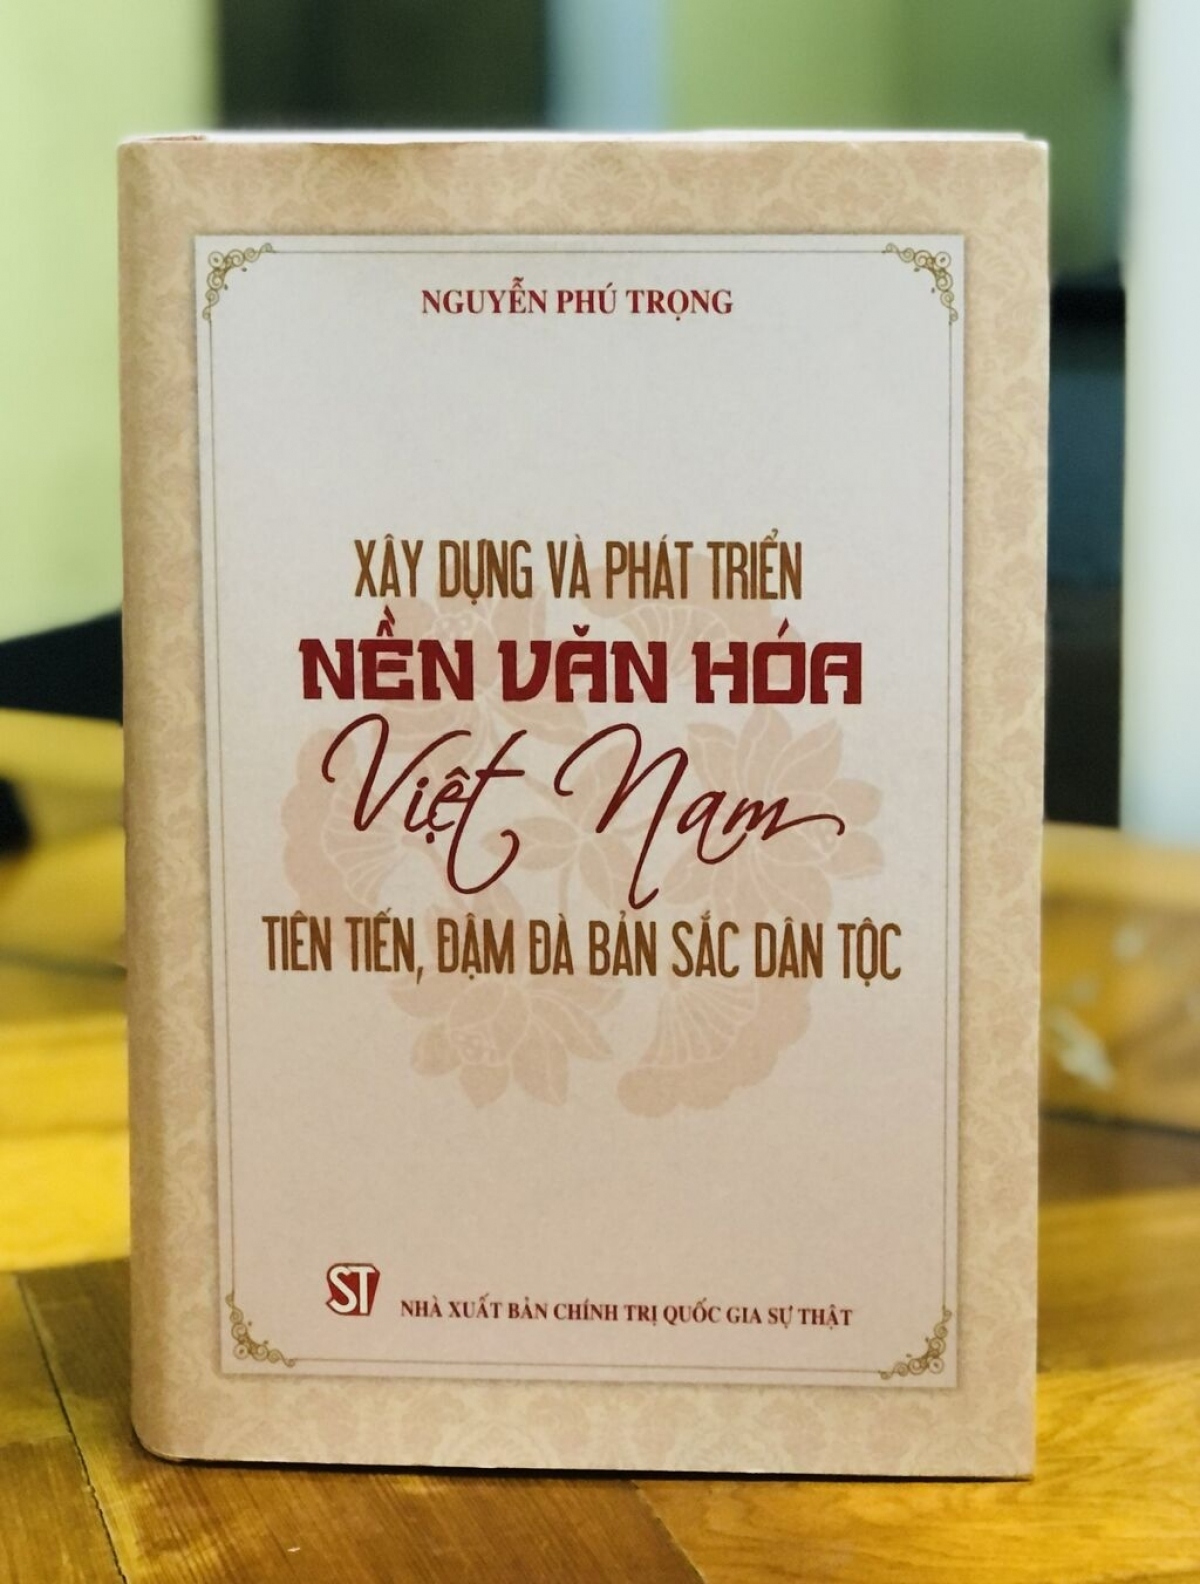 NGUYỄN PHÚ TRỌNG
XÂY DỰNG VÀ PHÁT TRIỂN
NỀN VĂN HÓA
Việt Nam
TIÊN TIẾN, ĐẬM ĐÀ BẢN SẮC DÂN TỘC
ST NHÀ XUẤT BẢN CHÍNH TRỊ QUỐC GIA SỰ THẬT